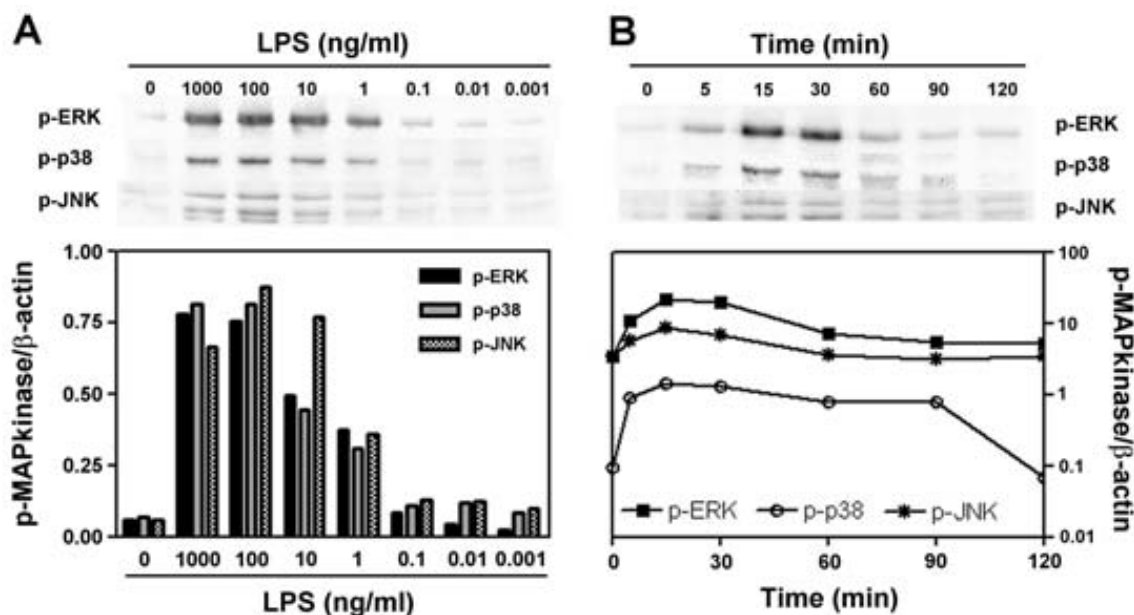 A
LPS (ng/ml)
0 1000 100 10 1 0.1 0.01 0.001
p-ERK
p-p38
p-JNK
p-MAPkinase/β-actin
1.00
0.75
0.50
0.25
0.00
p-ERK
p-p38
p-JNK
0 1000 100 10 1 0.1 0.01 0.001
LPS (ng/ml)
B
Time (min)
0 5 15 30 60 90 120
p-ERK
p-p38
p-JNK
100
10
1
0.1
0.01
p-MAPkinase/β-actin
p-ERK p-p38 p-JNK
0 30 60 90 120
Time (min)